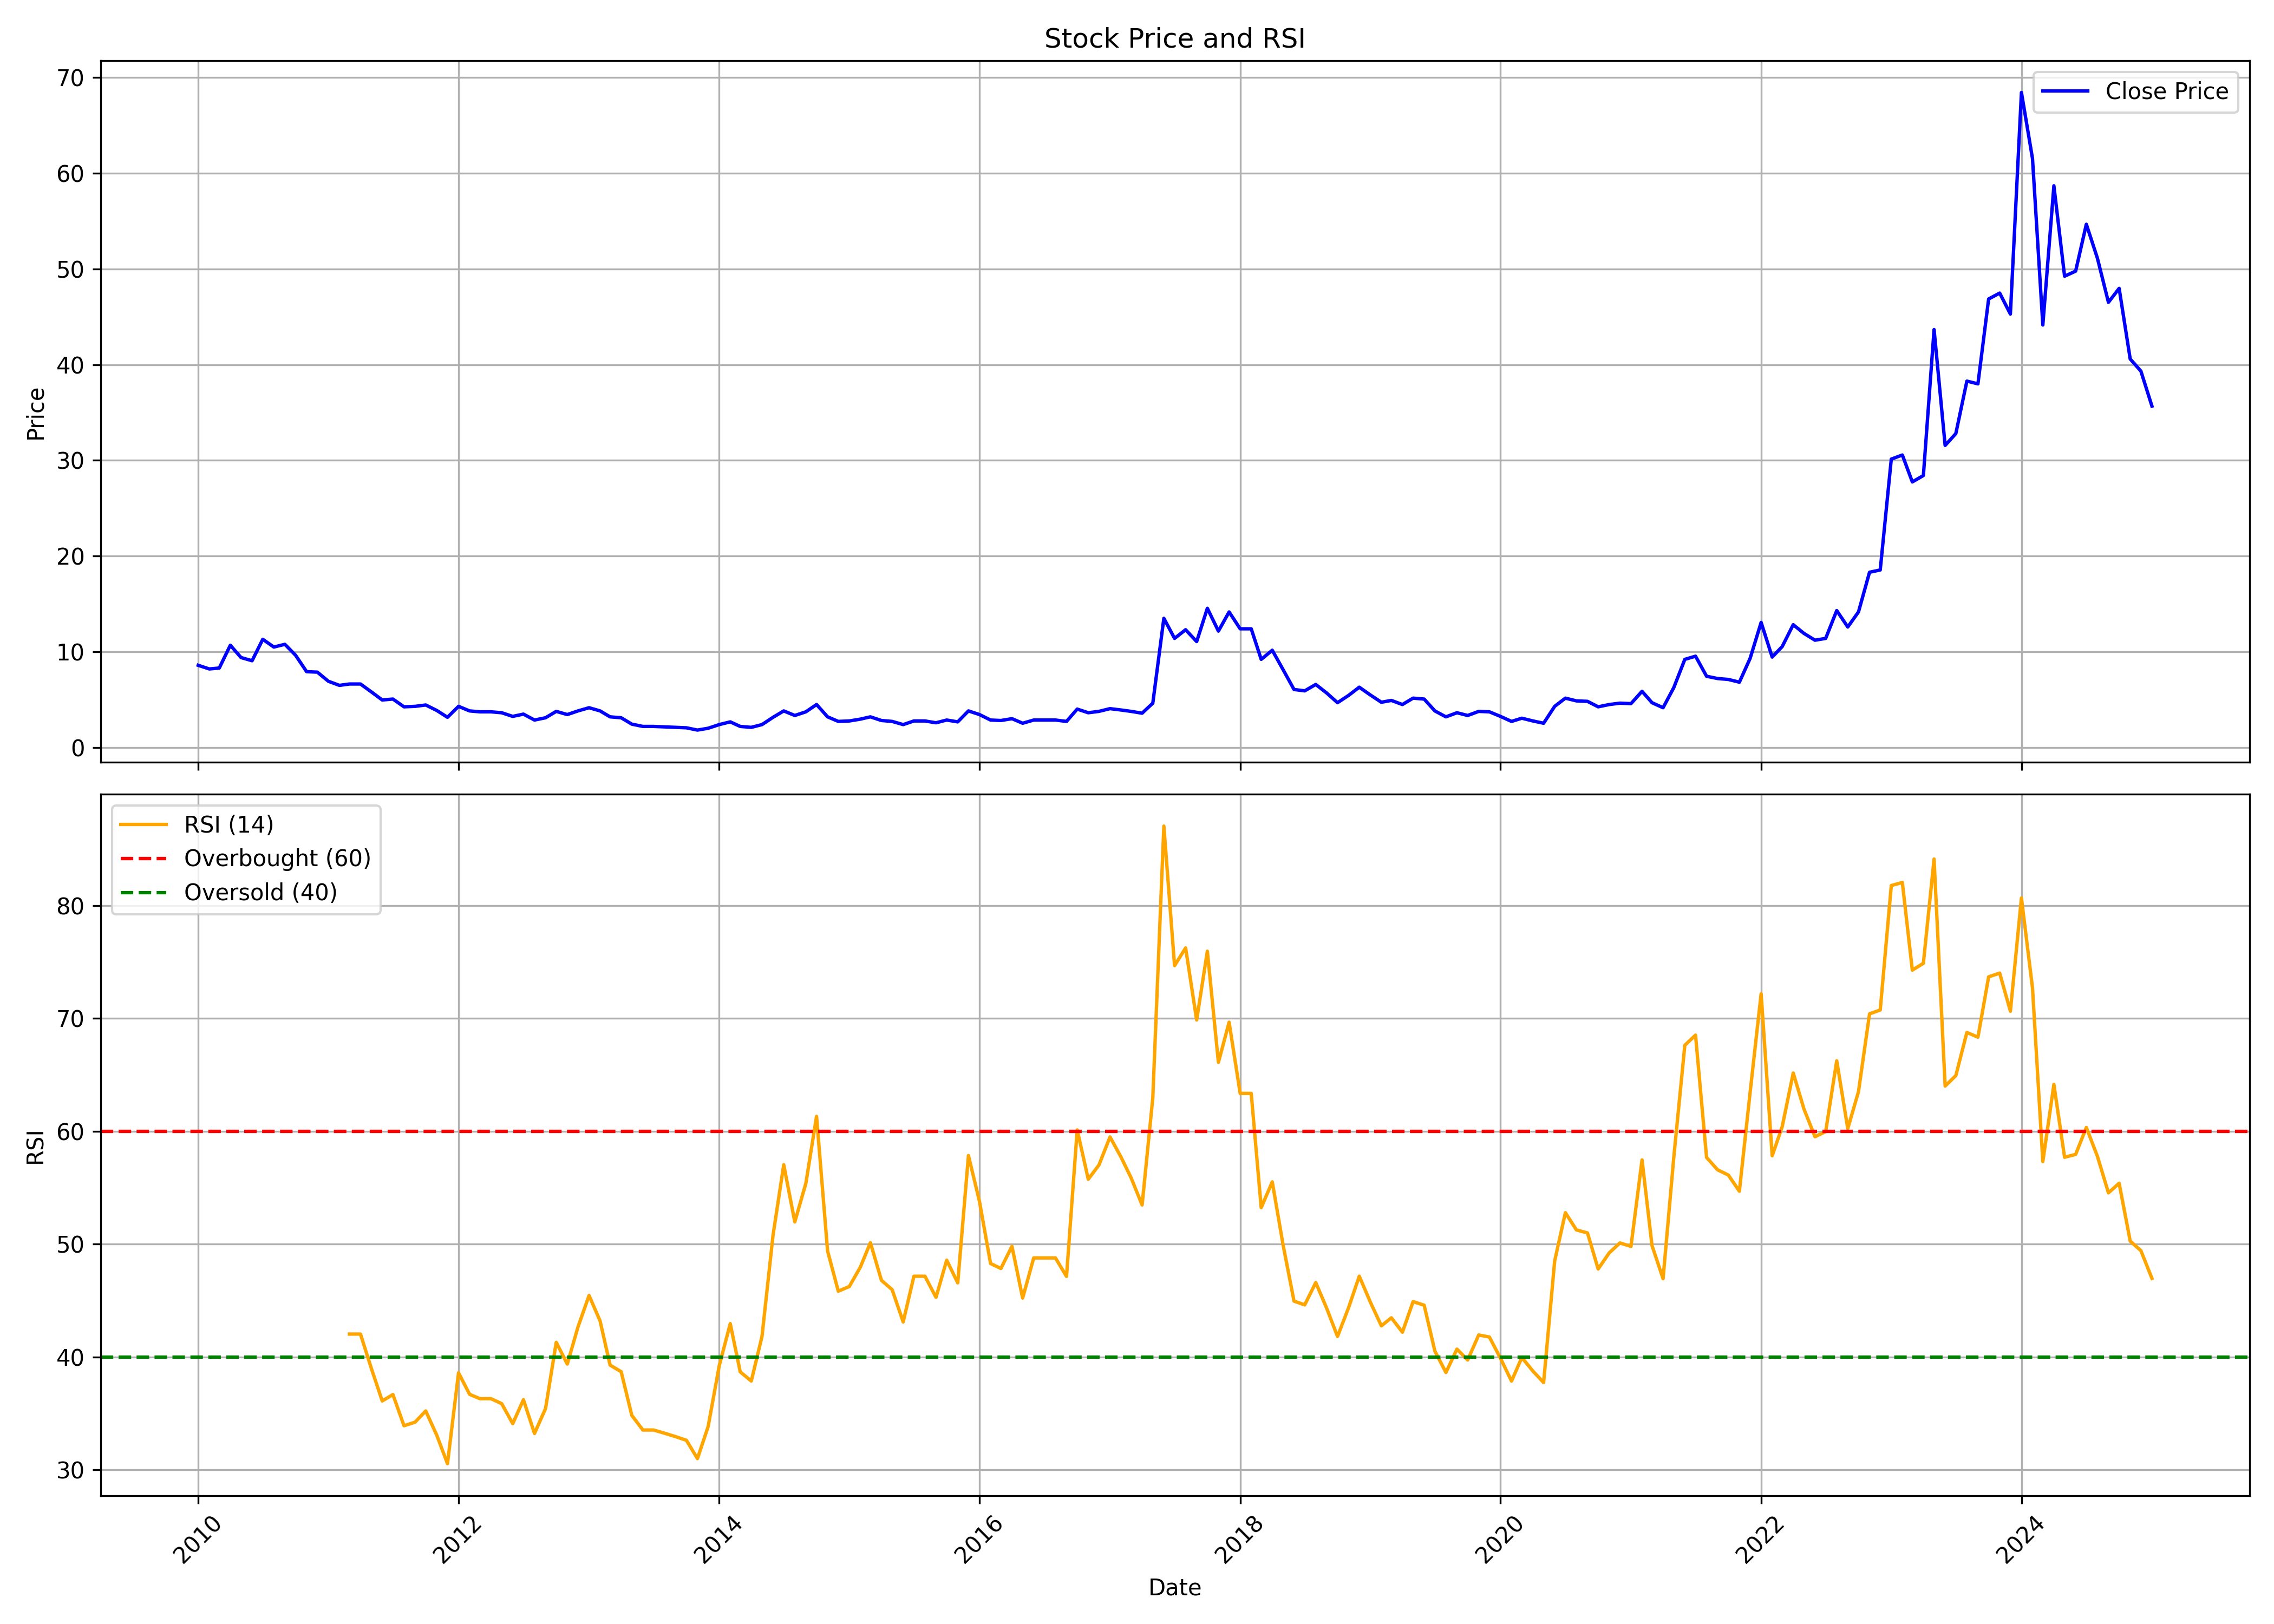 Stock Price and RSI
70
60
50
40
30
20
10
0
Price
Close Price
RSI (14)
Overbought (60)
Oversold (40)
80
70
60
50
40
30
RSI
2010
2012
2014
2016
2018
2020
2022
2024
Date